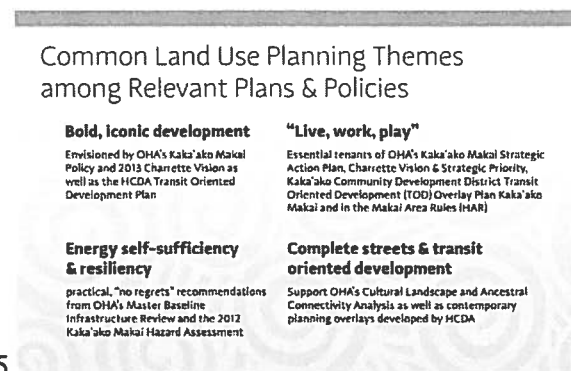 Common Land Use Planning Themes
among Relevant Plans & Policies
Bold, iconic development
Envisioned by OHA's Kaka'ako Makai
Policy and 2013 Charrette Vision as
well as the HCDA Transit Oriented
Development Plan
"Live, work, play"
Essential tenants of OHA's Kaka'ako Makai Strategic
Action Plan, Charrette Vision & Strategic Priority,
Kaka'ako Community Development District Transit
Oriented Development (TOD) Overlay Plan Kaka'ako
Makai and in the Makai Area Rules (HAR)
Energy self-sufficiency
& resiliency
practical, "no regrets" recommendations
from OHA's Master Baseline
Infrastructure Review and the 2012
Kaka'ako Makai Hazard Assessment
Complete streets & transit
oriented development
Support OHA's Cultural Landscape and Ancestral
Connectivity Analysis as well as contemporary
planning overlays developed by HCDA
5